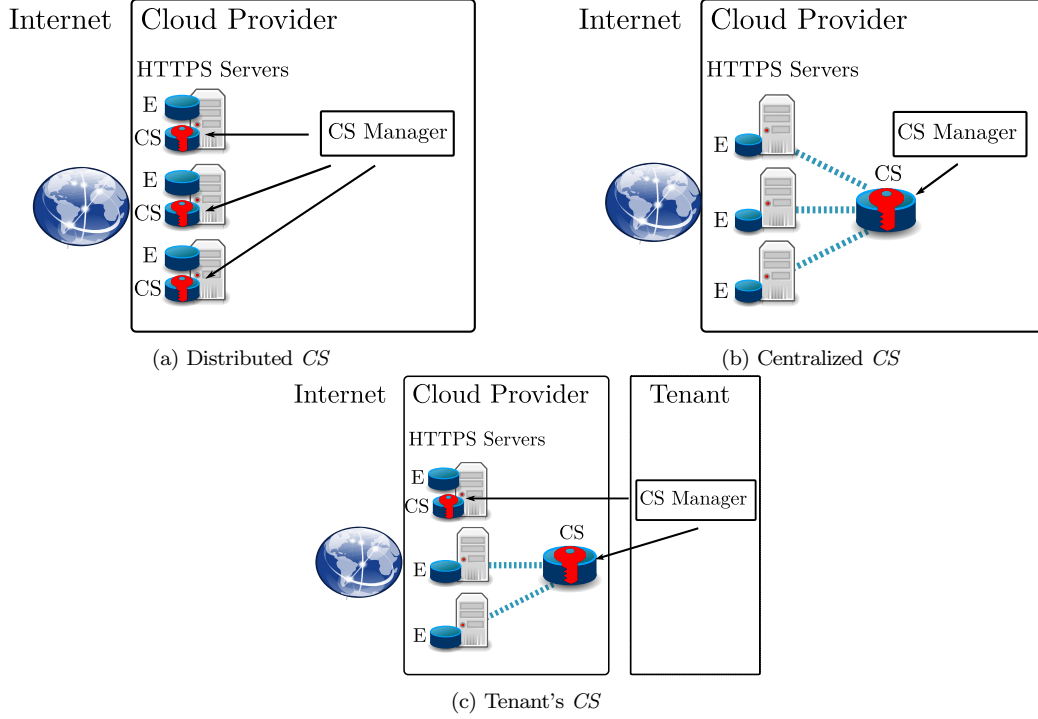 Internet
Cloud Provider
HTTPS Servers
E
CS
E
CS
E
CS
CS Manager
(a) Distributed CS
Internet
Cloud Provider
HTTPS Servers
E
E
E
CS
CS Manager
(b) Centralized CS
Internet
Cloud Provider
Tenant
HTTPS Servers
E
CS
E
E
CS
CS Manager
(c) Tenant's CS